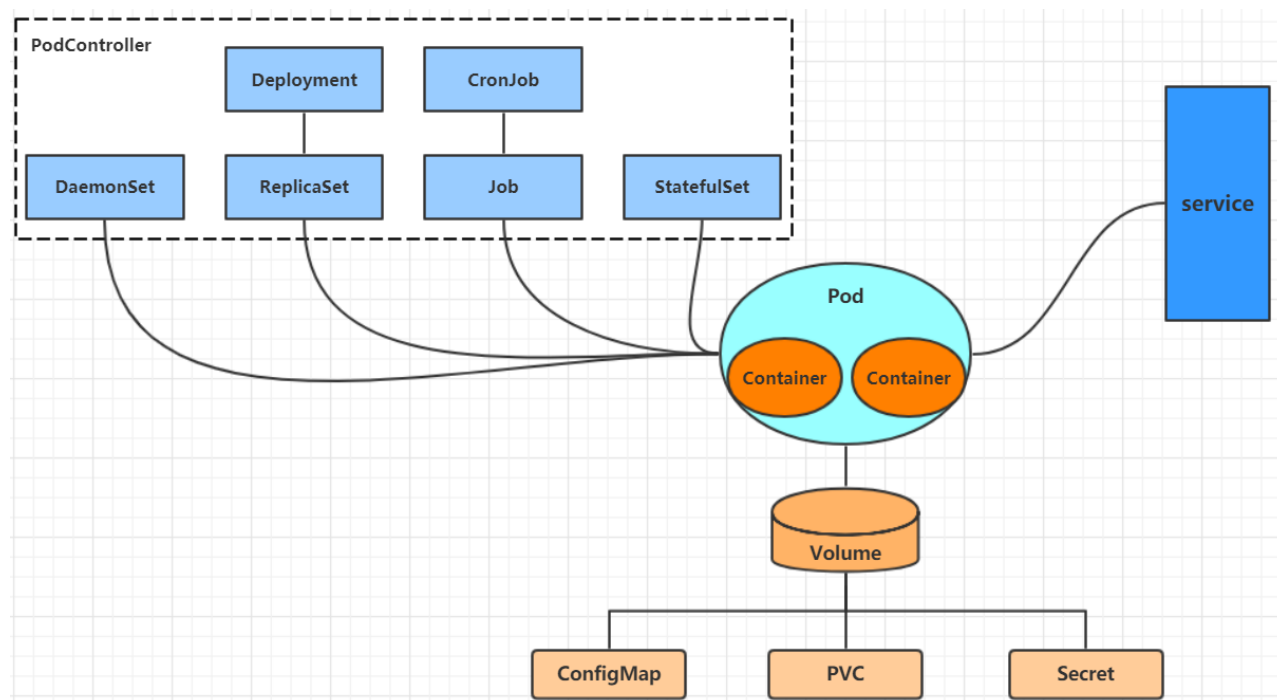 PodController
Deployment
CronJob
DaemonSet
ReplicaSet
Job
StatefulSet
service
Pod
Container
Container
Volume
ConfigMap
PVC
Secret